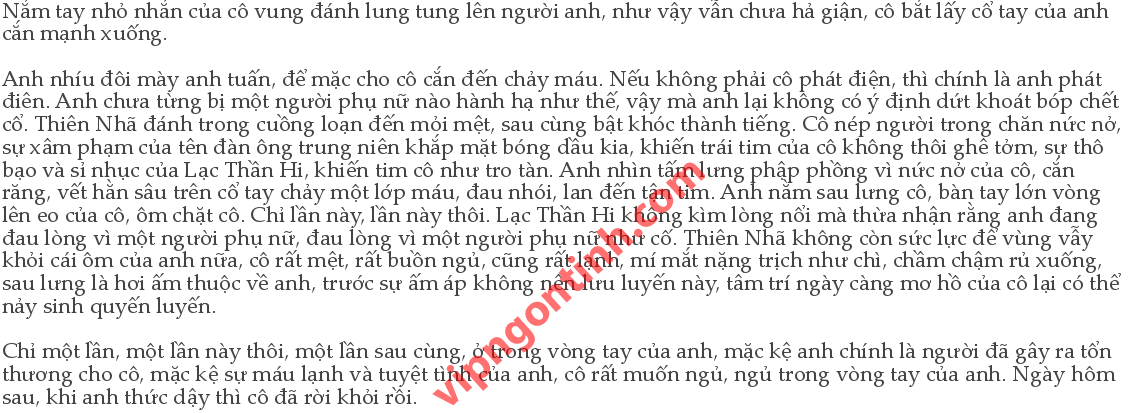 Nắm tay nhỏ nhắn của cô vung đánh lung tung lên người anh, như vậy vẫn chưa hả giận, cô bắt lấy cổ tay của anh
cắn mạnh xuống.
Anh nhíu đôi mày anh tuấn, để mặc cho cô cắn đến chảy máu. Nếu không phải cô phát điện, thì chính là anh phát
điên. Anh chưa từng bị một người phụ nữ nào hành hạ như thế, vậy mà anh lại không có ý định dứt khoát bóp chết
cổ. Thiên Nhã đánh trong cuồng loạn đến mỏi mệt, sau cùng bật khóc thành tiếng. Cô nép người trong chăn nức nở,
sự xâm phạm của tên đàn ông trung niên khắp mặt bóng dầu kia, khiến trái tim của cô không thôi ghê tởm, sự thô
bạo và sỉ nhục của Lạc Thần Hi, khiến tim cô như tro tàn. Anh nhìn tấm lưng phập phồng vì nức nở của cô, cắn
răng, vết hằn sâu trên cổ tay chảy một lớp máu, đau nhói, lan đến tận tim. Anh nằm sau lưng cô, bàn tay lớn vòng
lên eo của cô, ôm chặt cô. Chỉ lần này, lần này thôi. Lạc Thần Hi không kìm lòng nổi mà thừa nhận rằng anh đang
đau lòng vì một người phụ nữ, đau lòng vì một người phụ nữ như cố. Thiên Nhã không còn sức lực để vùng vẫy
khỏi cái ôm của anh nữa, cô rất mệt, rất buồn ngủ, cũng rất lạnh, mí mắt nặng trịch như chì, chầm chậm rủ xuống,
sau lưng là hơi ấm thuộc về anh, trước sự ấm áp không nên lưu luyến này, tâm trí ngày càng mơ hồ của cô lại có thể
nảy sinh quyến luyến.
Chỉ một lần, một lần này thôi, một lần sau cùng, ở trong vòng tay của anh, mặc kệ anh chính là người đã gây ra tổn
thương cho cô, mặc kệ sự máu lạnh và tuyệt tình của anh, cô rất muốn ngủ, ngủ trong vòng tay của anh. Ngày hôm
sau, khi anh thức dậy thì cô đã rời khỏi rồi.
vipngontinh.com